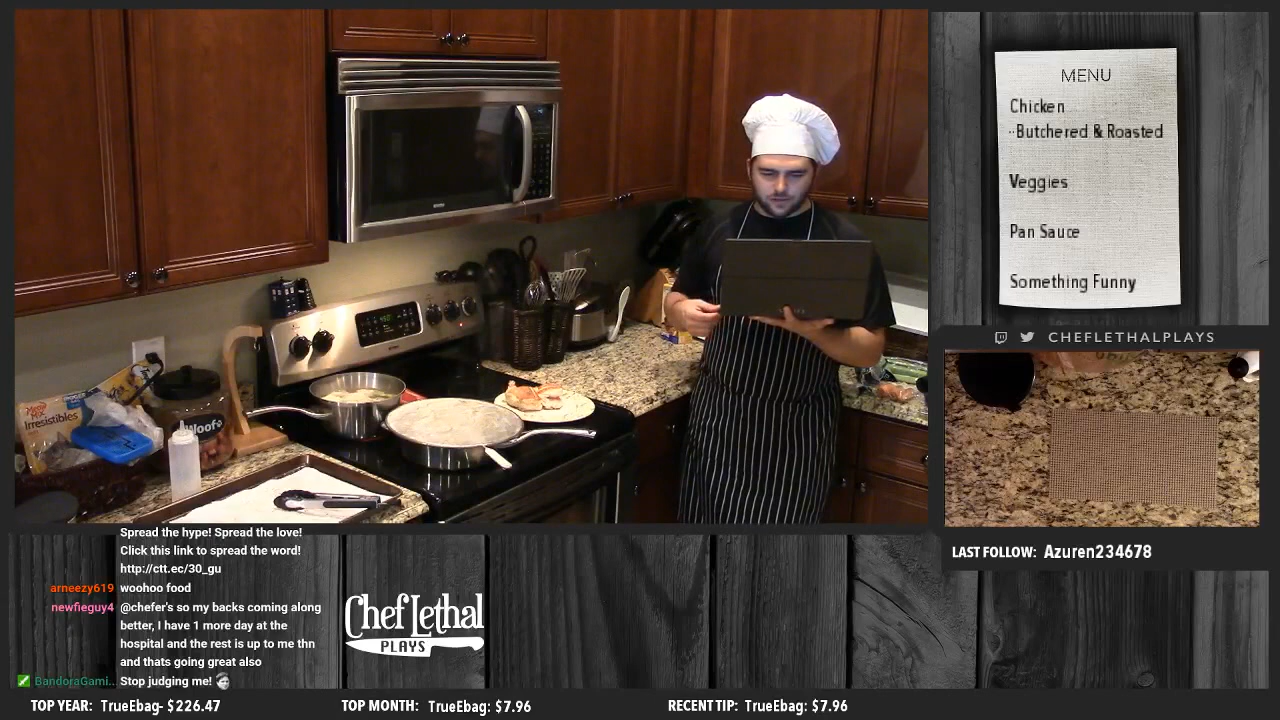 MENU
Chicken
-Butchered & Roasted
Veggies
Pan Sauce
Something Funny
CHEFLETHALPLAYS
LAST FOLLOW: Azuren234678
Meow Mix
Irresistibles
Woof
Spread the hype! Spread the love!
Click this link to spread the word!
http://ctt.ec/30_gu
arneezy619 woohoo food
newfieguy4 @chefer's so my backs coming along
better, I have 1 more day at the
hospital and the rest is up to me thn
and thats going great also
BandoraGami.. Stop judging me!
Chef Lethal
PLAYS
TOP YEAR: TrueEbag- $226.47
TOP MONTH: TrueEbag: $7.96
RECENT TIP: TrueEbag: $7.96